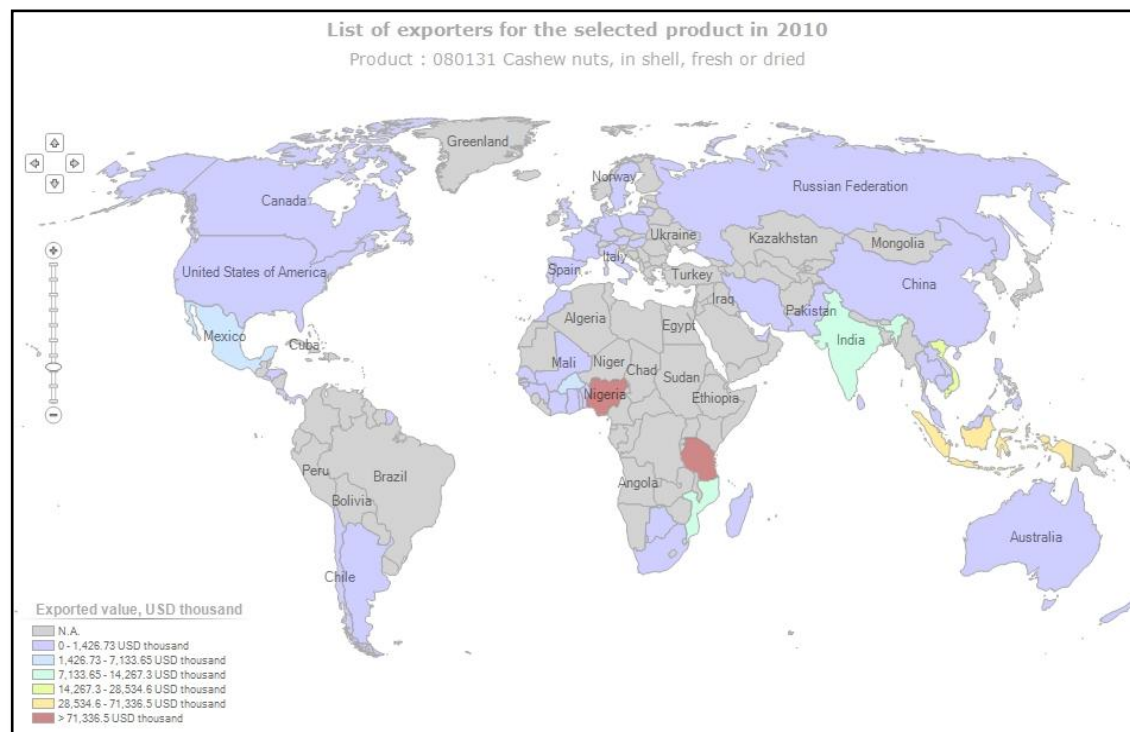 List of exporters for the selected product in 2010
Product : 080131 Cashew nuts, in shell, fresh or dried
Greenland
Norway
Russian Federation
Canada
Ukraine
Kazakhstan
Mongolia
Italy
Spain
United States of America
Turkey
China
Iraq
Pakistan
Algeria
Egypt
Mexico
India
Cuba
Mali
Niger
Chad
Sudan
Nigeria
Ethiopia
Peru
Brazil
Angola
Bolivia
Australia
Chile
Exported value, USD thousand
N.A.
0 - 1,426.73 USD thousand
1,426.73 - 7,133.65 USD thousand
7,133.65 - 14,267.3 USD thousand
14,267.3 - 28,534.6 USD thousand
28,534.6 - 71,336.5 USD thousand
> 71,336.5 USD thousand